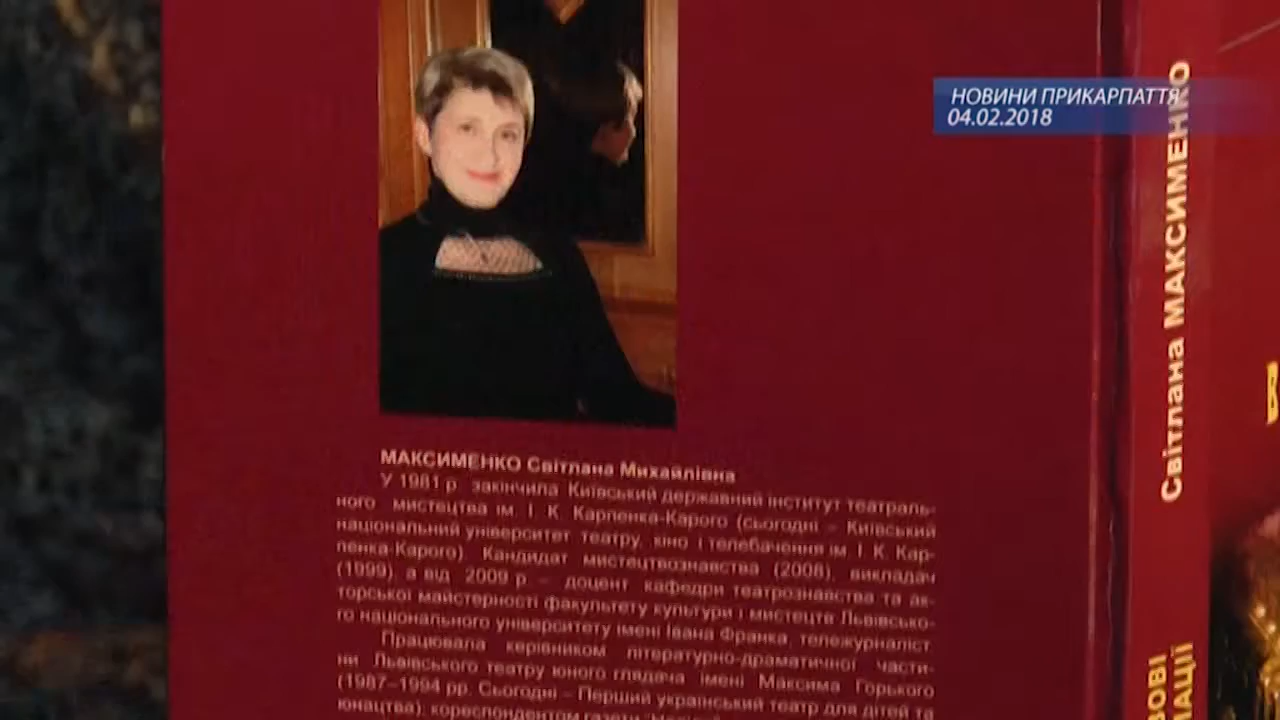 НОВИНИ ПРИКАРПАТТЯ
04.02.2018
МАКСИМЕНКО Світлана Михайлівна
У 1981 р закінчила Київський державний інститут театраль-
ного мистецтва ім І. К. Карпенка-Карого (сьогодні – Київський
національний університет театру, кіно і телебачення ім І. К. Кар-
пенка-Карого). Кандидат мистецтвознавства (2008), викладач
(1999), а від 2009 р – доцент кафедри театрознавства та ак-
торської майстерності факультету культури і мистецтв Львівсько-
го національного університету імені Івана Франка, тележурналіст.
Працювала керівником літературно-драматичної части-
ни Львівського театру юного глядача імені Максима Горького
(1987–1994 рр. Сьогодні – Перший український театр для дітей та
юнацтва); кореспондентом газети
Світлана МАКСИМЕНКО